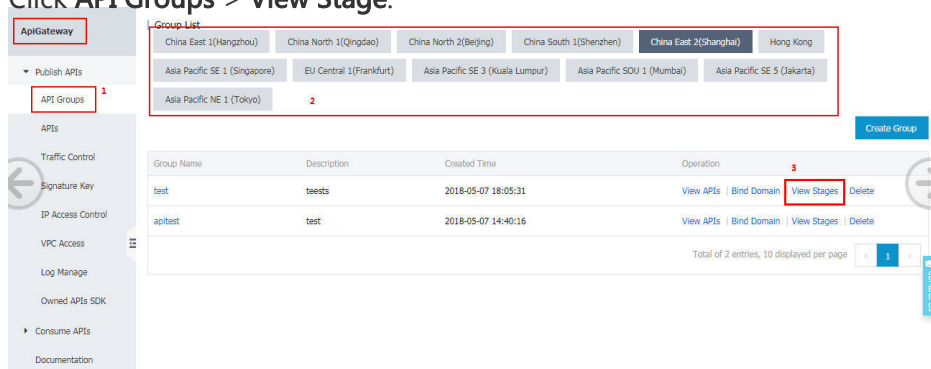 Click API Groups > View Stage.
ApiGateway
Publish APIs
API Groups
1
APIs
Traffic Control
Signature Key
IP Access Control
VPC Access
Log Manage
Owned APIs SDK
Consume APIs
Documentation
Group List
China East 1(Hangzhou) China North 1(Qingdao) China North 2(Beijing) China South 1(Shenzhen) China East 2(Shanghai) Hong Kong
Asia Pacific SE 1 (Singapore) EU Central 1(Frankfurt) Asia Pacific SE 3 (Kuala Lumpur) Asia Pacific SOU 1 (Mumbai) Asia Pacific SE 5 (Jakarta)
Asia Pacific NE 1 (Tokyo) 2
Create Group
Group Name Description Created Time Operation 3
test teests 2018-05-07 18:05:31 View APIs | Bind Domain View Stages Delete
apitest test 2018-05-07 14:40:16 View APIs | Bind Domain | View Stages | Delete
Total of 2 entries, 10 displayed per page ‹ 1 ›